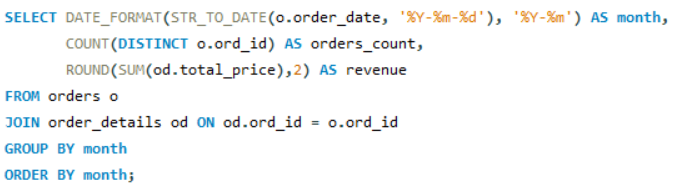 SELECT DATE_FORMAT(STR_TO_DATE(o.order_date, '%Y-%m-%d'), '%Y-%m') AS month,
COUNT(DISTINCT o.ord_id) AS orders_count,
ROUND(SUM(od.total_price),2) AS revenue
FROM orders o
JOIN order_details od ON od.ord_id = o.ord_id
GROUP BY month
ORDER BY month;